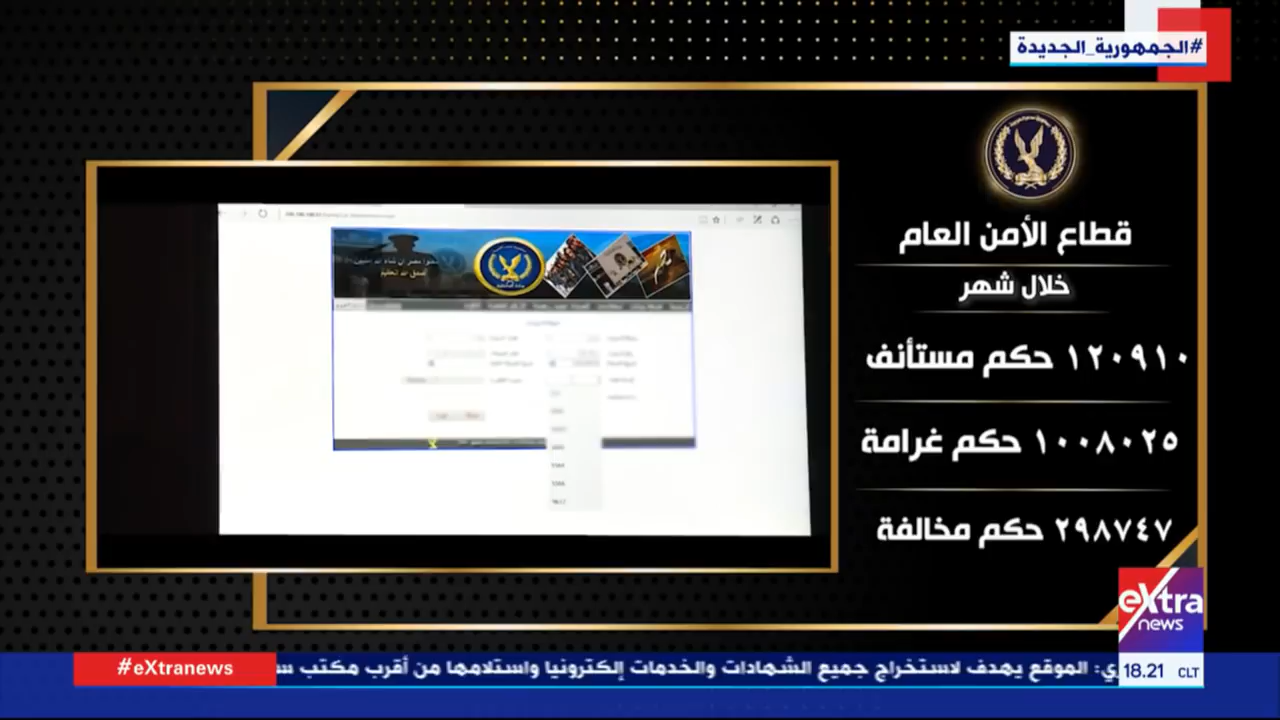 #الجمهورية_الجديدة
قطاع الأمن العام
خلال شهر
١٢٠٩١٠ حكم مستأنف
١٠٠٨٠٢٥ حكم غرامة
٢٩٨٧٤٧ حكم مخالفة
eXtra
news
#eXtranews
الموقع يهدف لاستخراج جميع الشهادات والخدمات إلكترونيا واستلامها من أقرب مكتب
18.21 CLT